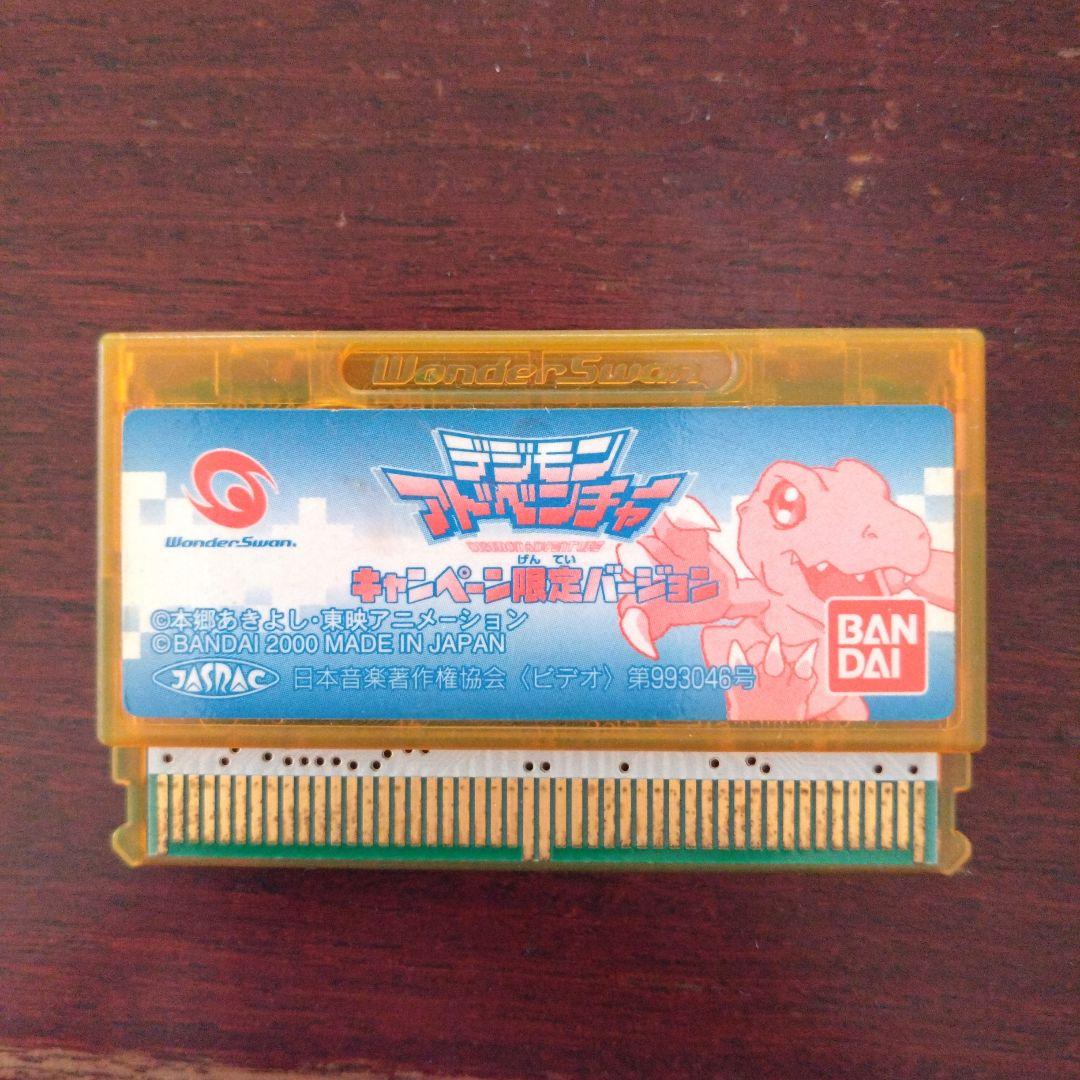 WonderSwan
WonderSwan.
デジモン
アドベンチャー
げんてい
キャンペーン限定バージョン
©本郷あきよし・東映アニメーション
©BANDAI 2000 MADE IN JAPAN
JASRAC 日本音楽著作権協会〈ビデオ〉第993046号
BAN
DAI